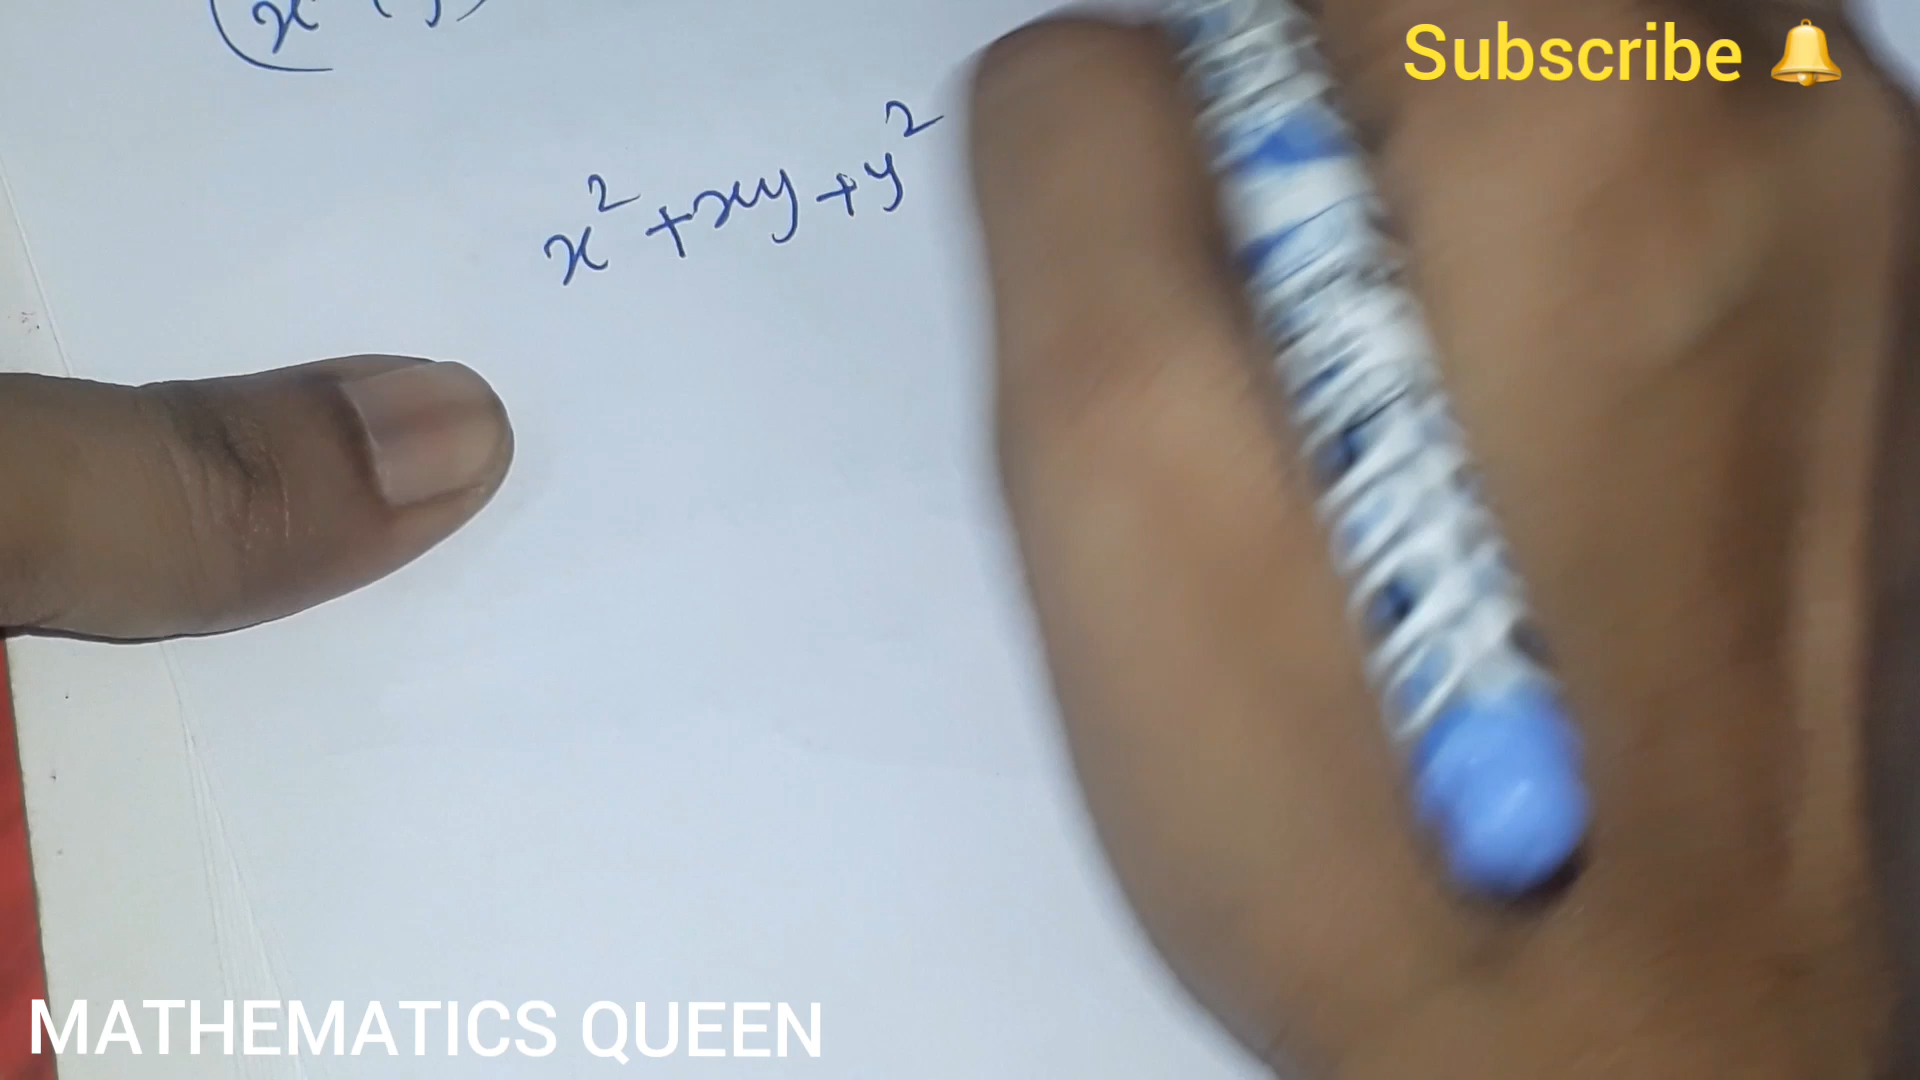 Subscribe 🔔
x² + xy + y²
MATHEMATICS QUEEN